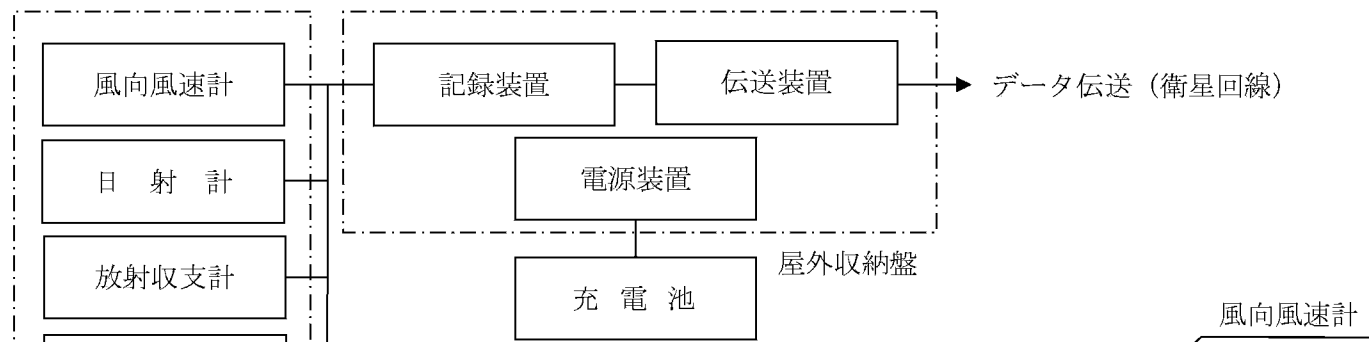 風向風速計
記録装置
伝送装置
データ伝送（衛星回線）
日 射 計
電源装置
放射収支計
屋外収納盤
充 電 池
風向風速計